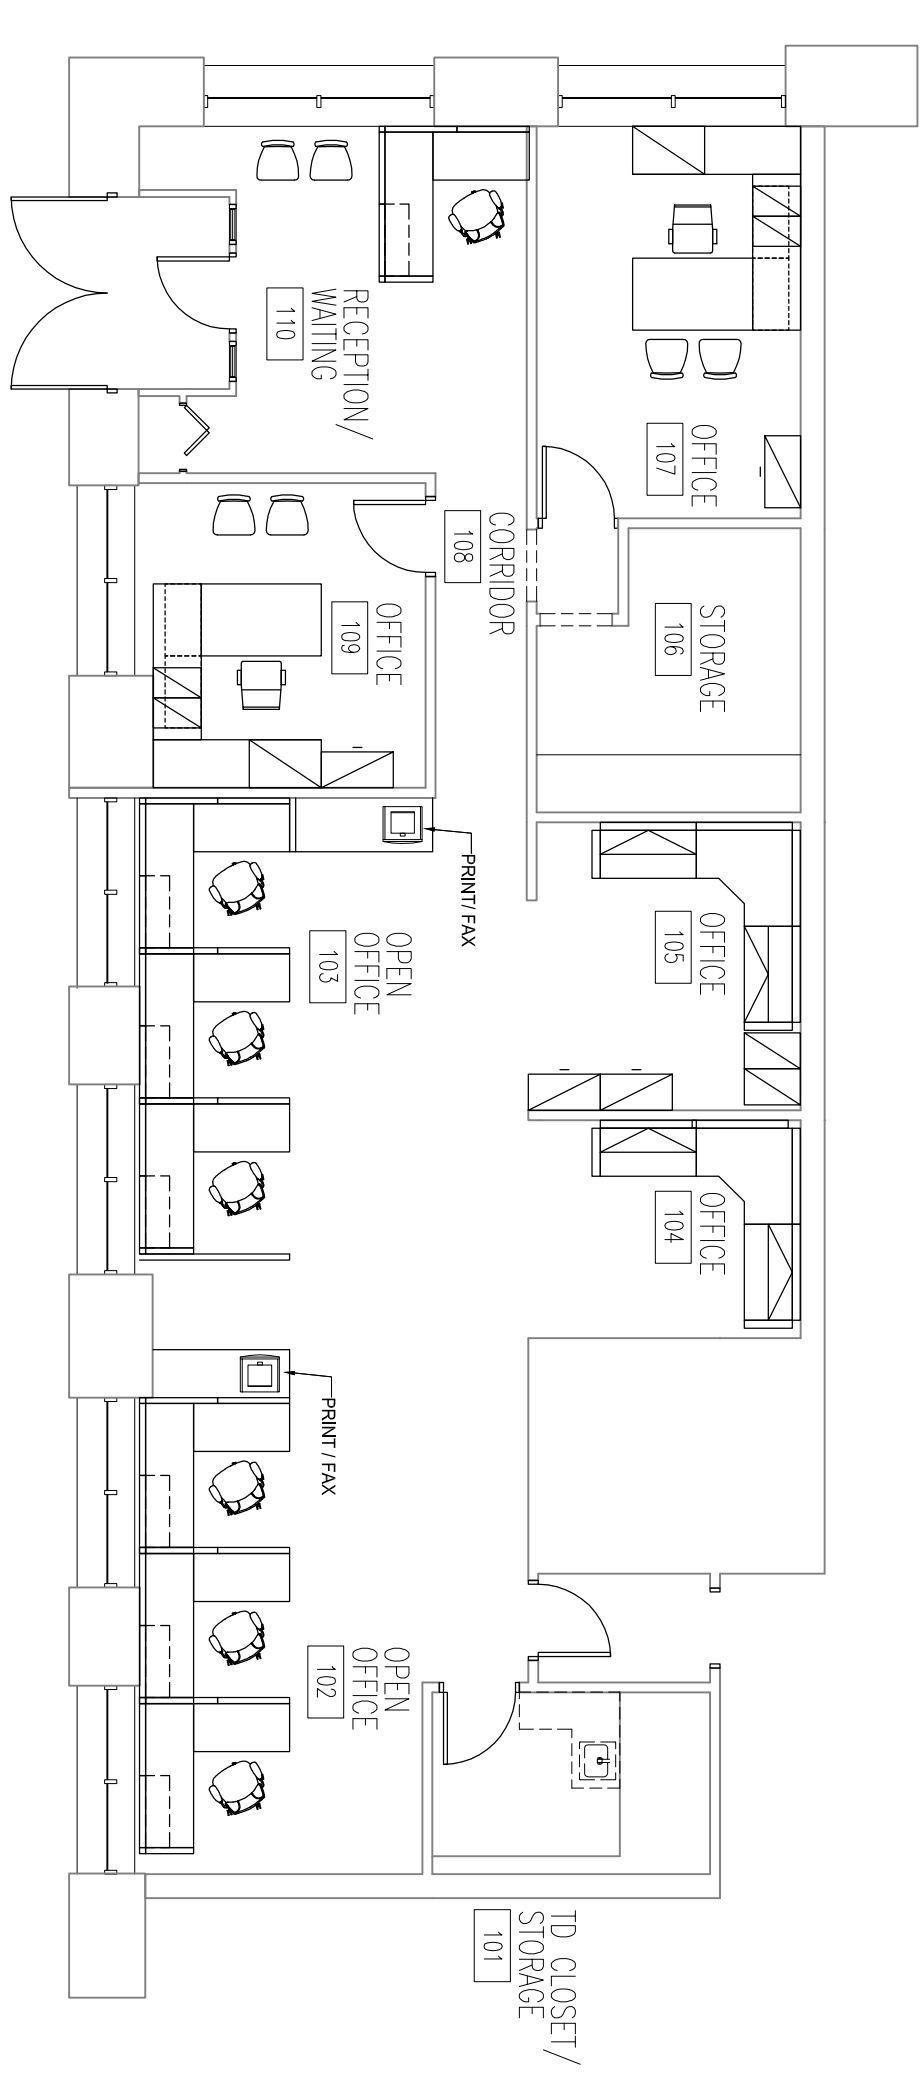 RECEPTION/
WAITING
110
OFFICE
107
CORRIDOR
108
OFFICE
109
STORAGE
106
PRINT/ FAX
OPEN
OFFICE
103
OFFICE
105
OFFICE
104
PRINT / FAX
OPEN
OFFICE
102
TD CLOSET/
STORAGE
101